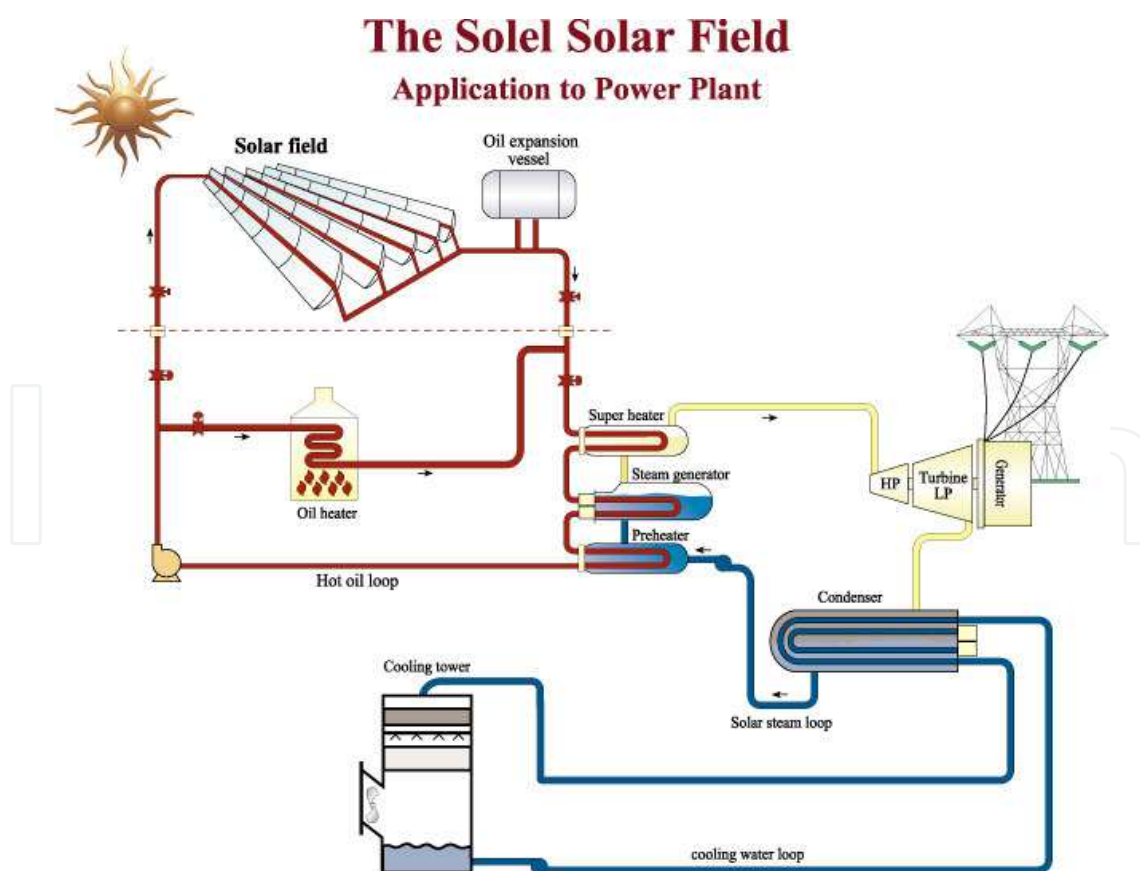 The Solel Solar Field
Application to Power Plant
Solar field
Oil expansion
vessel
Super heater
Steam generator
HP
Turbine
LP
Generator
Oil heater
Preheater
Hot oil loop
Condenser
Cooling tower
Solar steam loop
cooling water loop